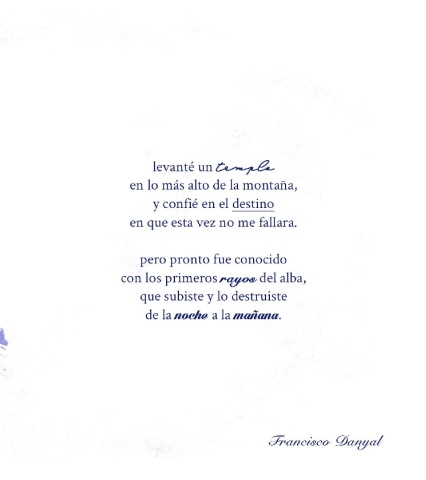 levanté un templo
en lo más alto de la montaña,
y confié en el destino
en que esta vez no me fallara.
pero pronto fue conocido
con los primeros rayos del alba,
que subiste y lo destruiste
de la noche a la mañana.
Francisco Danyal